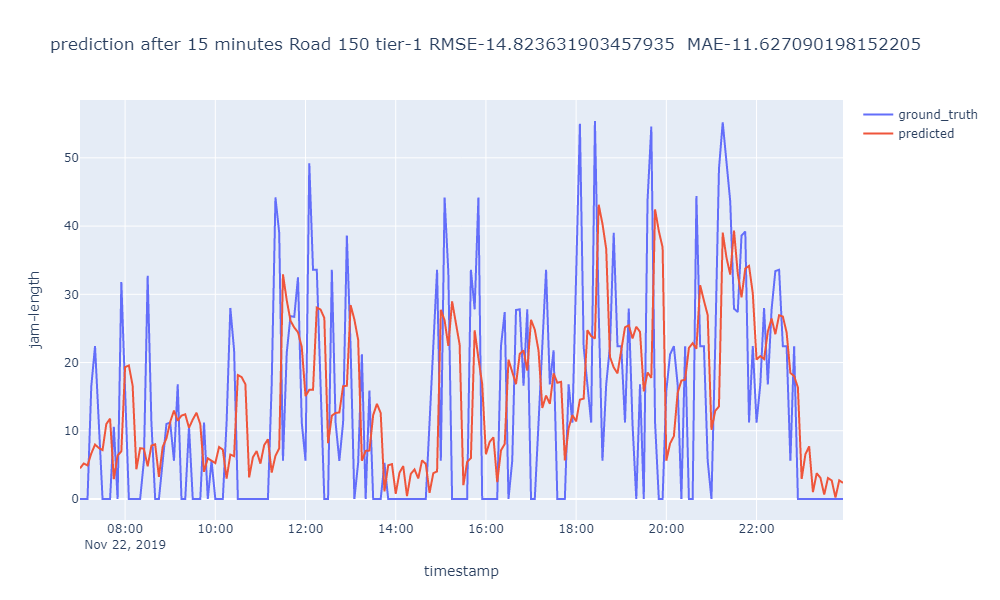 prediction after 15 minutes Road 150 tier-1 RMSE-14.823631903457935  MAE-11.627090198152205
ground_truth
predicted
jam-length
50
40
30
20
10
0
08:00 10:00 12:00 14:00 16:00 18:00 20:00 22:00
Nov 22, 2019
timestamp